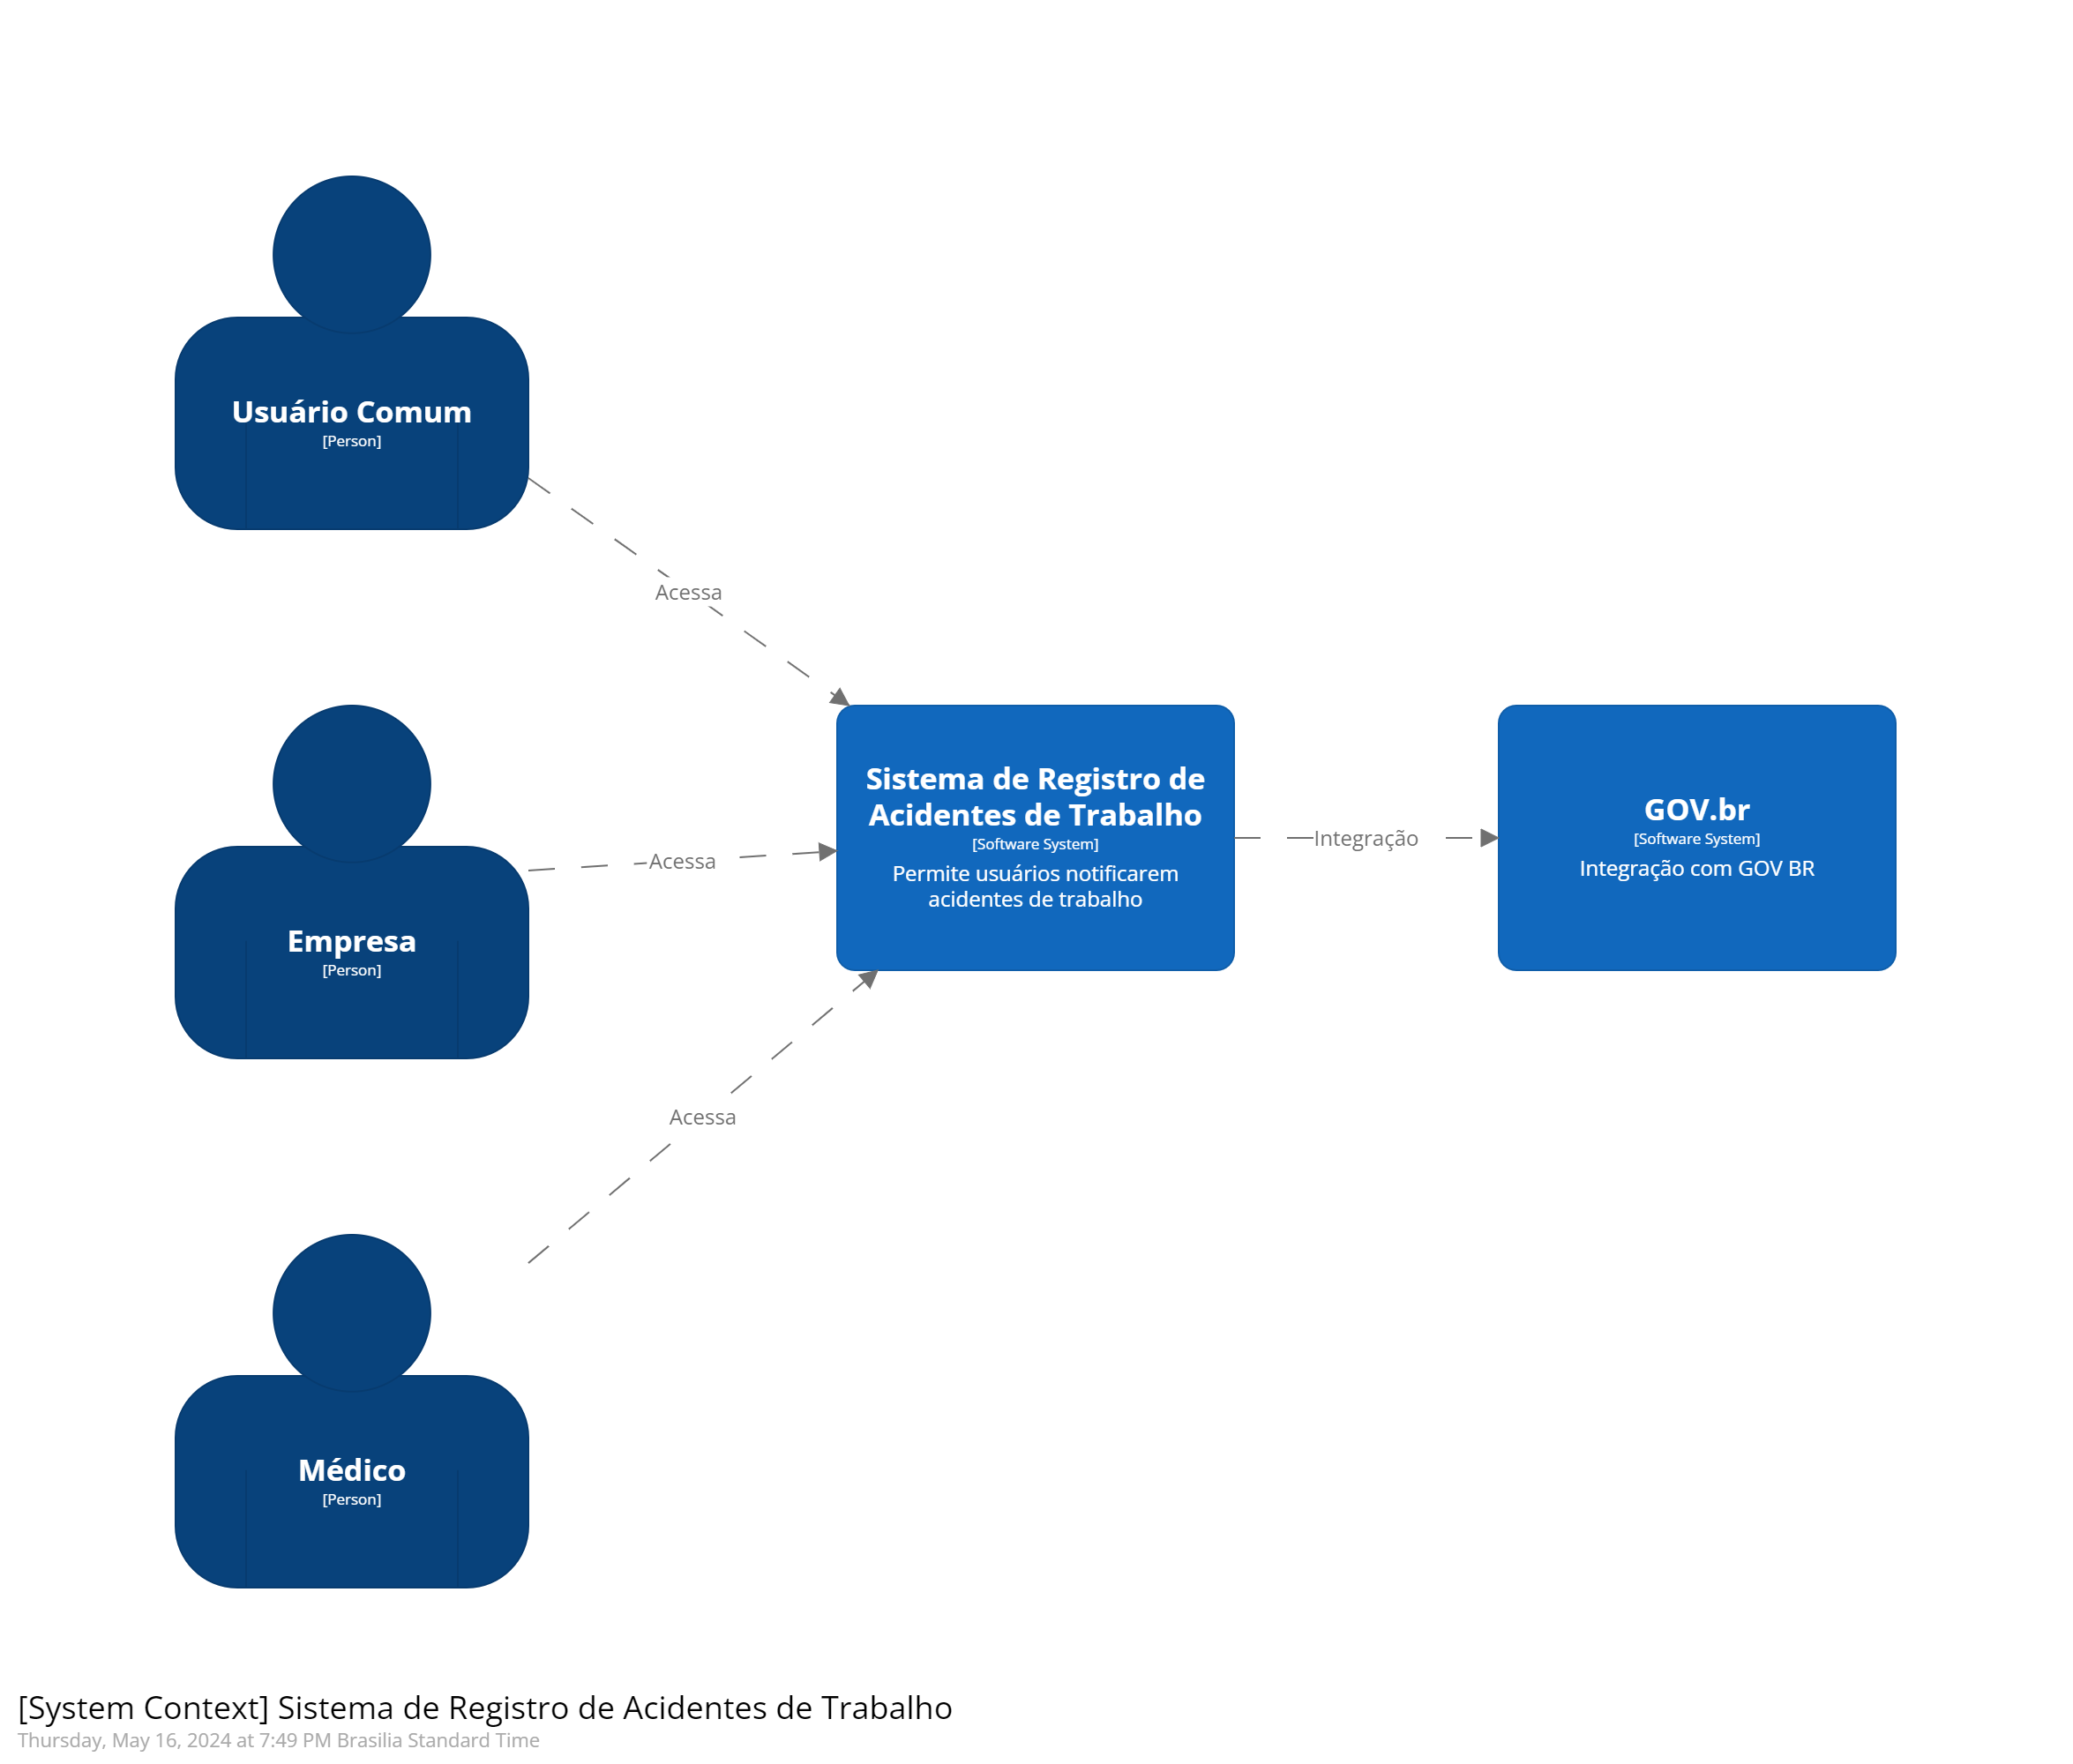 Usuário Comum
[Person]
Acessa
Empresa
[Person]
Acessa
Sistema de Registro de
Acidentes de Trabalho
[Software System]
Permite usuários notificarem
acidentes de trabalho
Integração
GOV.br
[Software System]
Integração com GOV BR
Acessa
Médico
[Person]
[System Context] Sistema de Registro de Acidentes de Trabalho
Thursday, May 16, 2024 at 7:49 PM Brasilia Standard Time